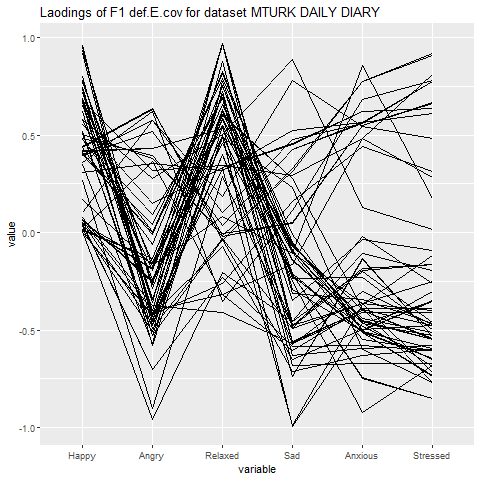 Laodings of F1 def.E.cov for dataset MTURK DAILY DIARY
1.0
0.5
0.0
-0.5
-1.0
value
Happy Angry Relaxed Sad Anxious Stressed
variable